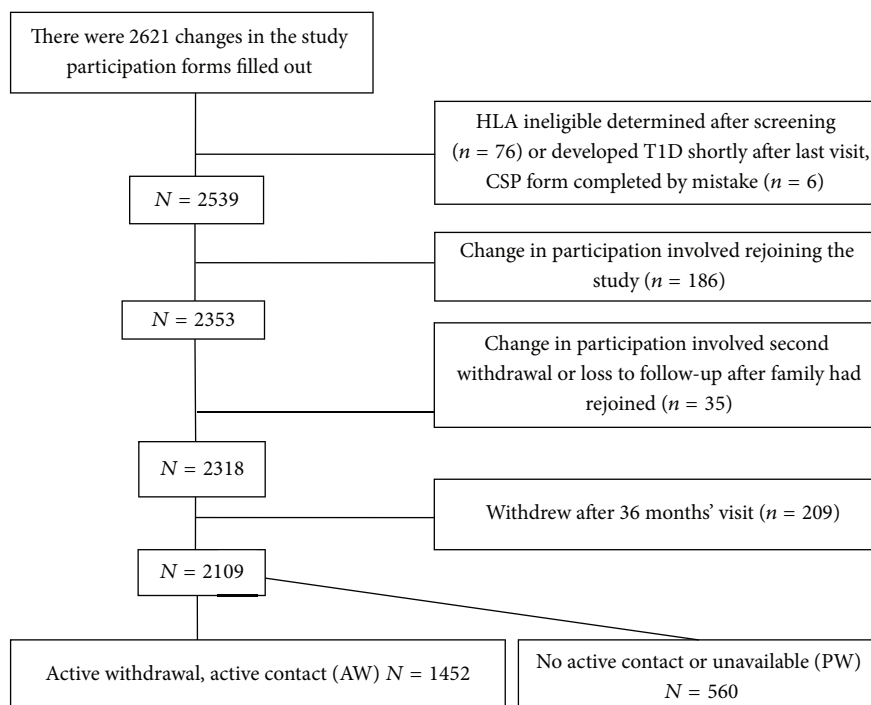 There were 2621 changes in the study
participation forms filled out
HLA ineligible determined after screening
(n = 76) or developed T1D shortly after last visit,
CSP form completed by mistake (n = 6)
N = 2539
Change in participation involved rejoining the
study (n = 186)
N = 2353
Change in participation involved second
withdrawal or loss to follow-up after family had
rejoined (n = 35)
N = 2318
Withdrew after 36 months’ visit (n = 209)
N = 2109
Active withdrawal, active contact (AW) N = 1452
No active contact or unavailable (PW)
N = 560